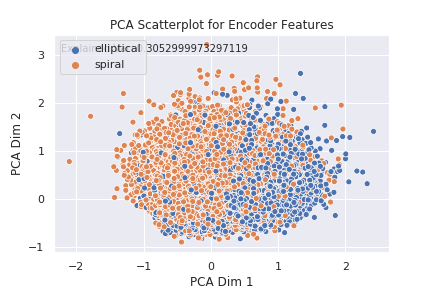 PCA Scatterplot for Encoder Features
3052999973297119
elliptical
spiral
3
2
1
0
−1
PCA Dim 2
−2
−1
0
1
2
PCA Dim 1